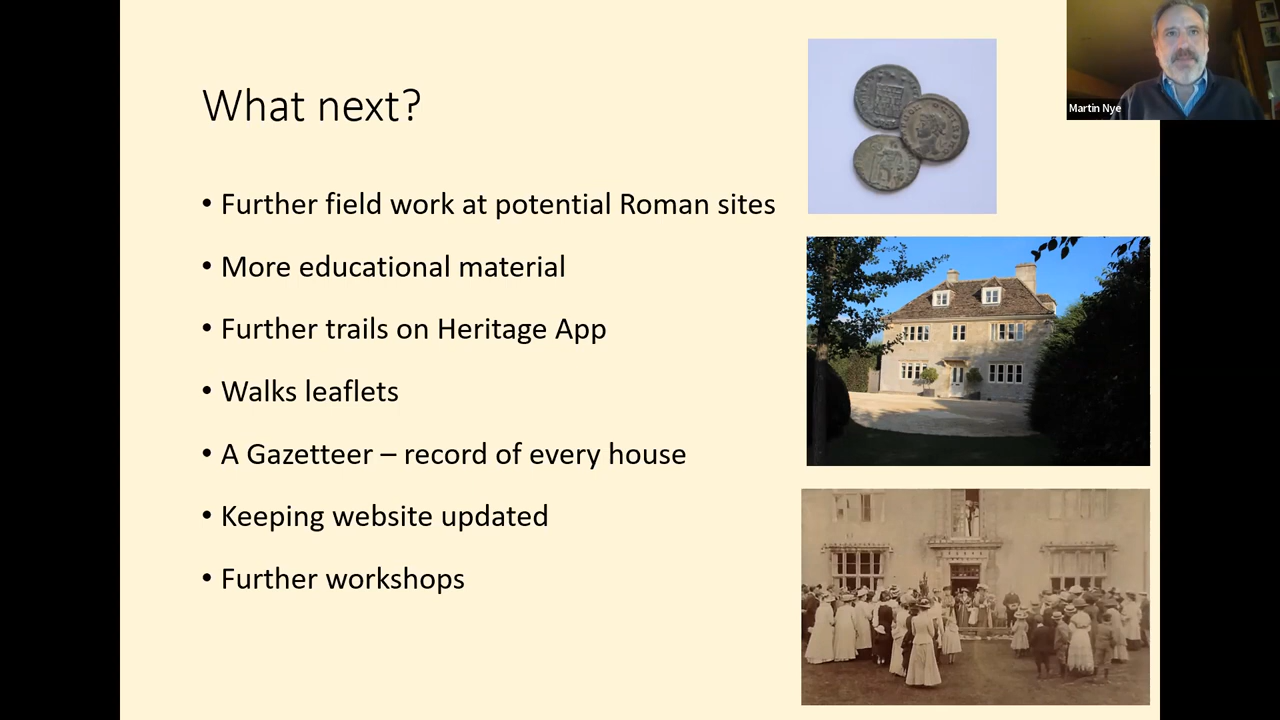 What next?
• Further field work at potential Roman sites
• More educational material
• Further trails on Heritage App
• Walks leaflets
• A Gazetteer – record of every house
• Keeping website updated
• Further workshops
Martin Nye